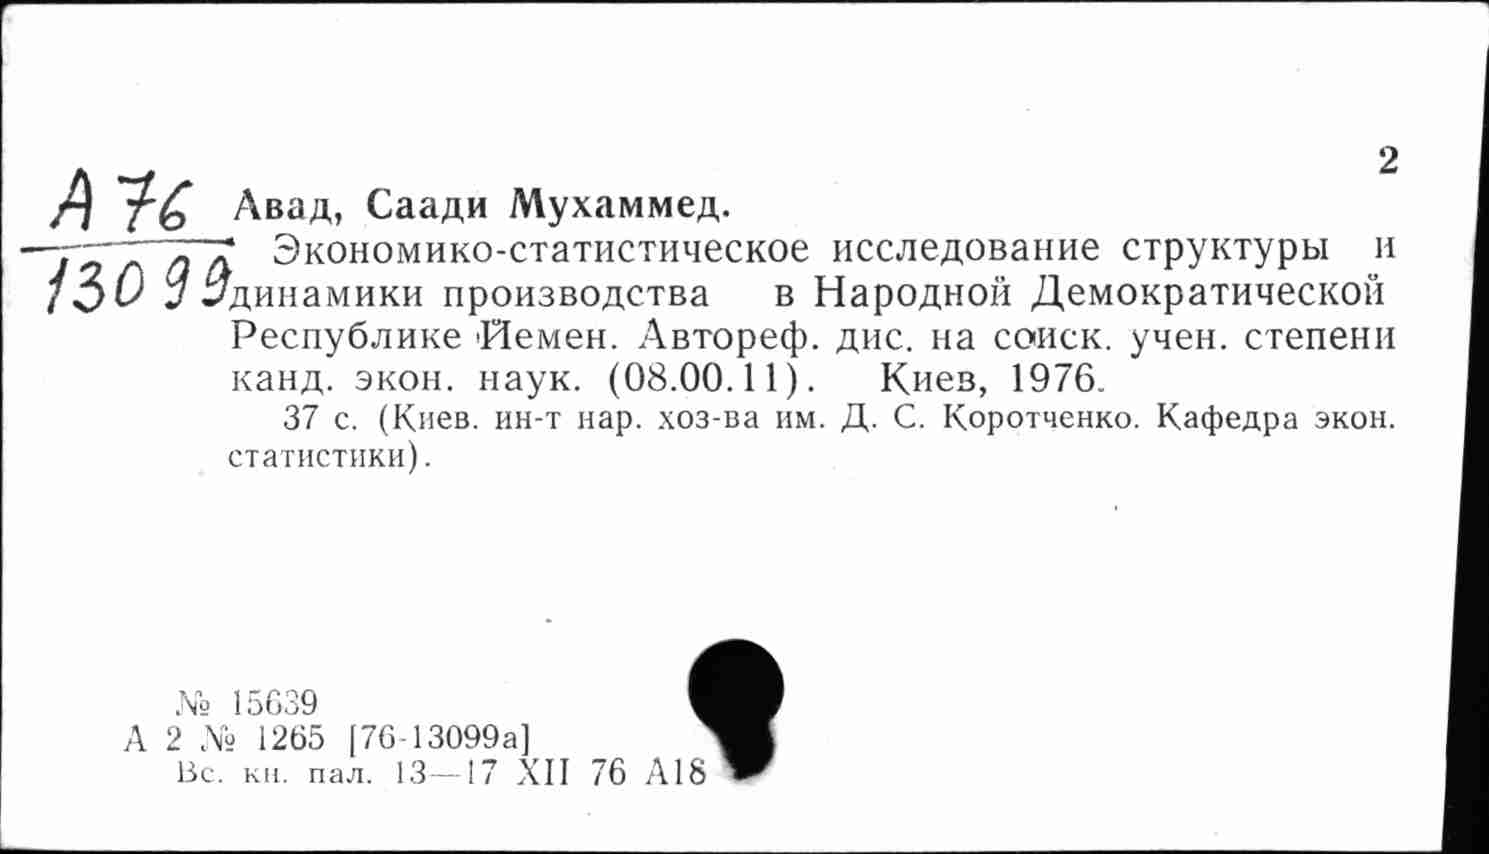 2
А 76
13099
Авад, Саади Мухаммед.
Экономико-статистическое исследование структуры и
динамики производства в Народной Демократической
Республике Йемен. Автореф. дис. на соиск. учен. степени
канд. экон. наук. (08.00.11). Киев, 1976.
37 с. (Киев. ин-т нар. хоз-ва им. Д. С. Коротченко. Кафедра экон.
статистики).
№ 15639
А 2 № 1265 [76-13099а]
Вс. кн. пал. 13—17 XII 76 А18